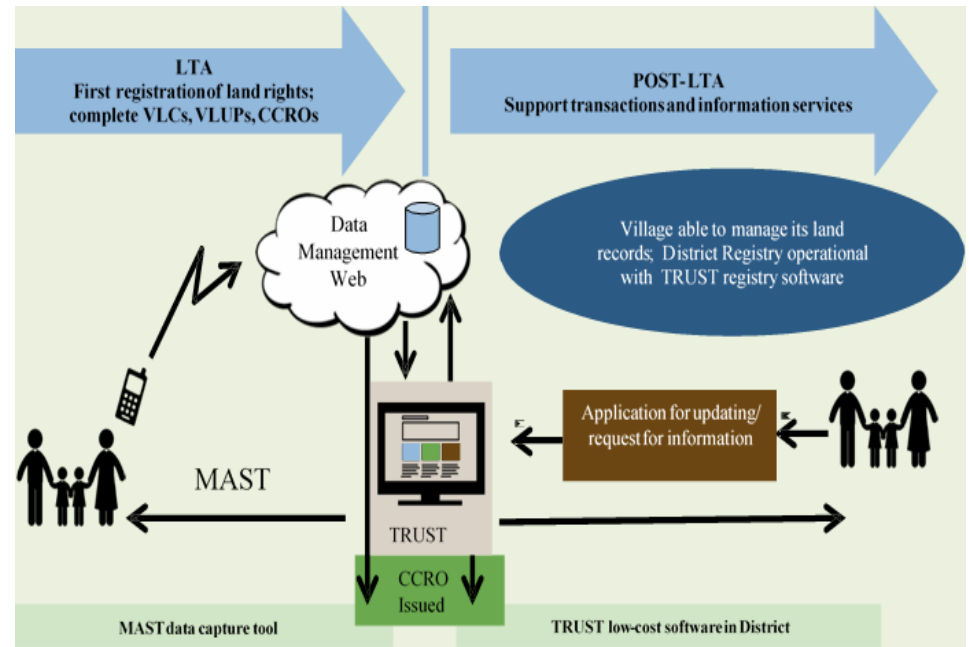 LTA
First registration of land rights;
complete VLCs, VLUPs, CCROs
POST-LTA
Support transactions and information services
Data
Management
Web
Village able to manage its land
records; District Registry operational
with TRUST registry software
Application for updating/
request for information
MAST
TRUST
CCRO
Issued
MAST data capture tool
TRUST low-cost software in District